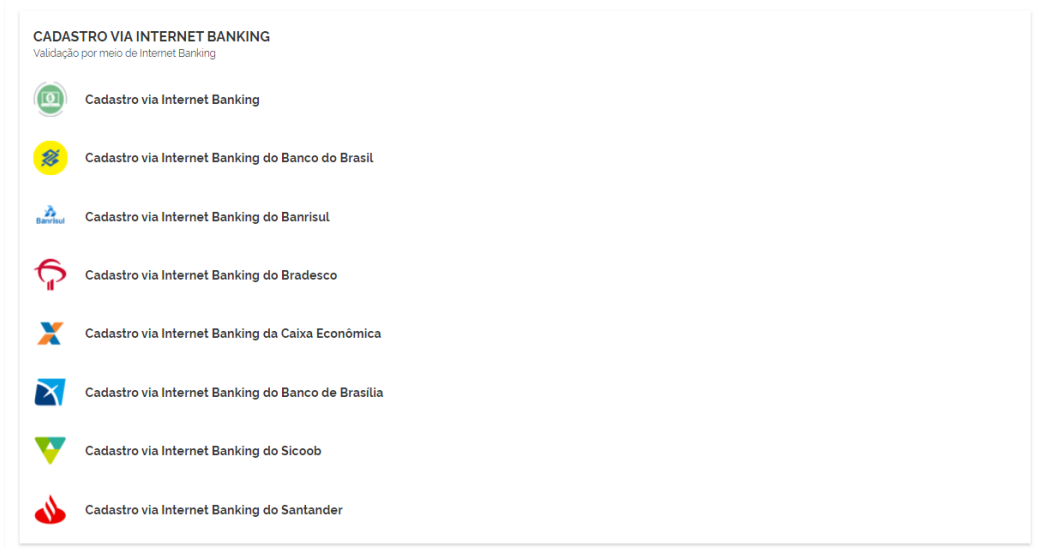 CADASTRO VIA INTERNET BANKING
Validação por meio de Internet Banking
Cadastro via Internet Banking
Cadastro via Internet Banking do Banco do Brasil
Banrisul
Cadastro via Internet Banking do Banrisul
Cadastro via Internet Banking do Bradesco
Cadastro via Internet Banking da Caixa Econômica
Cadastro via Internet Banking do Banco de Brasília
Cadastro via Internet Banking do Sicoob
Cadastro via Internet Banking do Santander